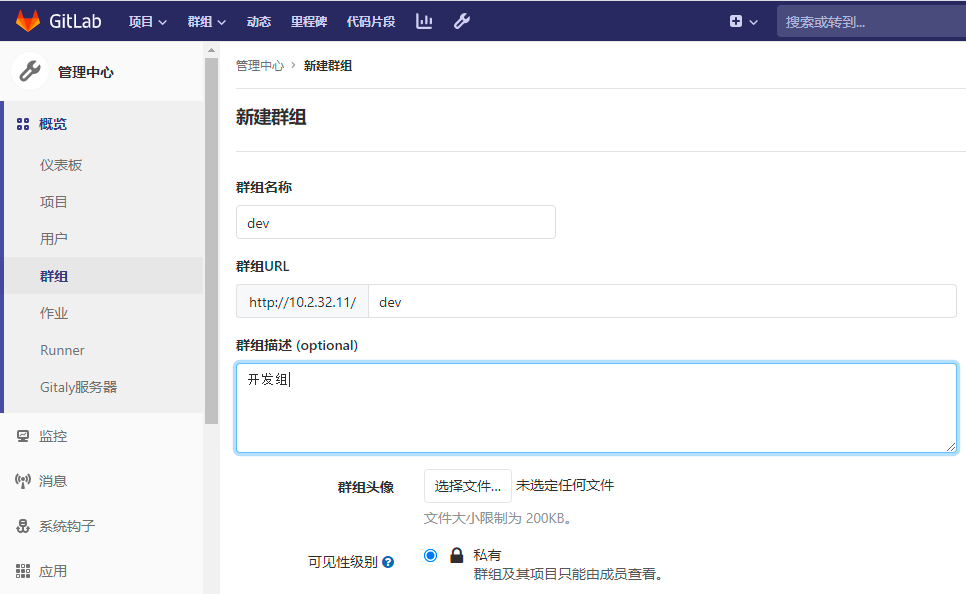 GitLab 项目 群组 动态 里程碑 代码片段 搜索或转到...
管理中心
概览
仪表板
项目
用户
群组
作业
Runner
Gitaly服务器
监控
消息
系统钩子
应用
管理中心 › 新建群组
新建群组
群组名称
dev
群组URL
http://10.2.32.11/ dev
群组描述 (optional)
开发组
群组头像 选择文件... 未选定任何文件
文件大小限制为 200KB。
可见性级别 私有
群组及其项目只能由成员查看。